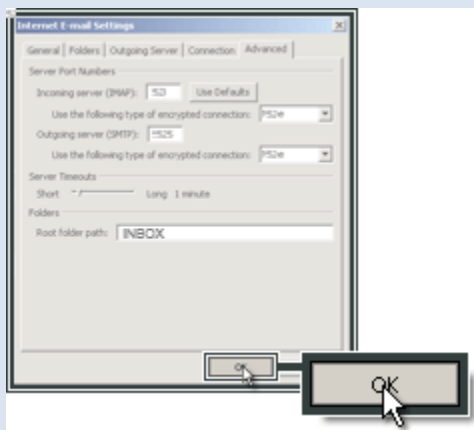 Internet E-mail Settings
General Folders Outgoing Server Connection Advanced
Server Port Numbers
Incoming server (IMAP): Use Defaults
Use the following type of encrypted connection:
Outgoing server (SMTP):
Use the following type of encrypted connection:
Server Timeouts
Short Long 1 minute
Folders
Root folder path: INBOX
OK
OK